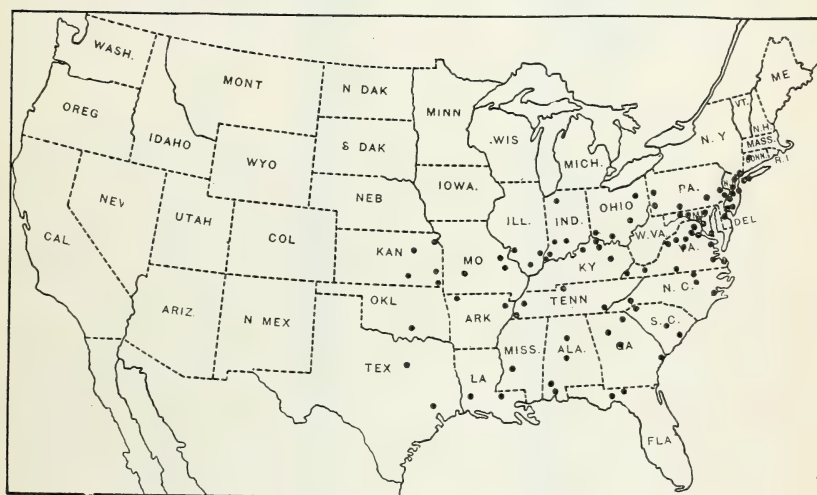 WASH.
MONT
N DAK
MINN
ME
OREG
IDAHO
S DAK
.WIS
MICH.
N.Y
VT.
N.H.
MASS.
CONN.
R.I
WYO
IOWA.
NEB
NEV
UTAH
COL
ILL.
IND.
OHIO
PA.
DEL
CAL
KAN
MO
W.VA.
VA.
KY
ARIZ.
N MEX
OKL
ARK
TENN
N.C.
S.C.
TEX
LA
MISS.
ALA.
GA
FLA